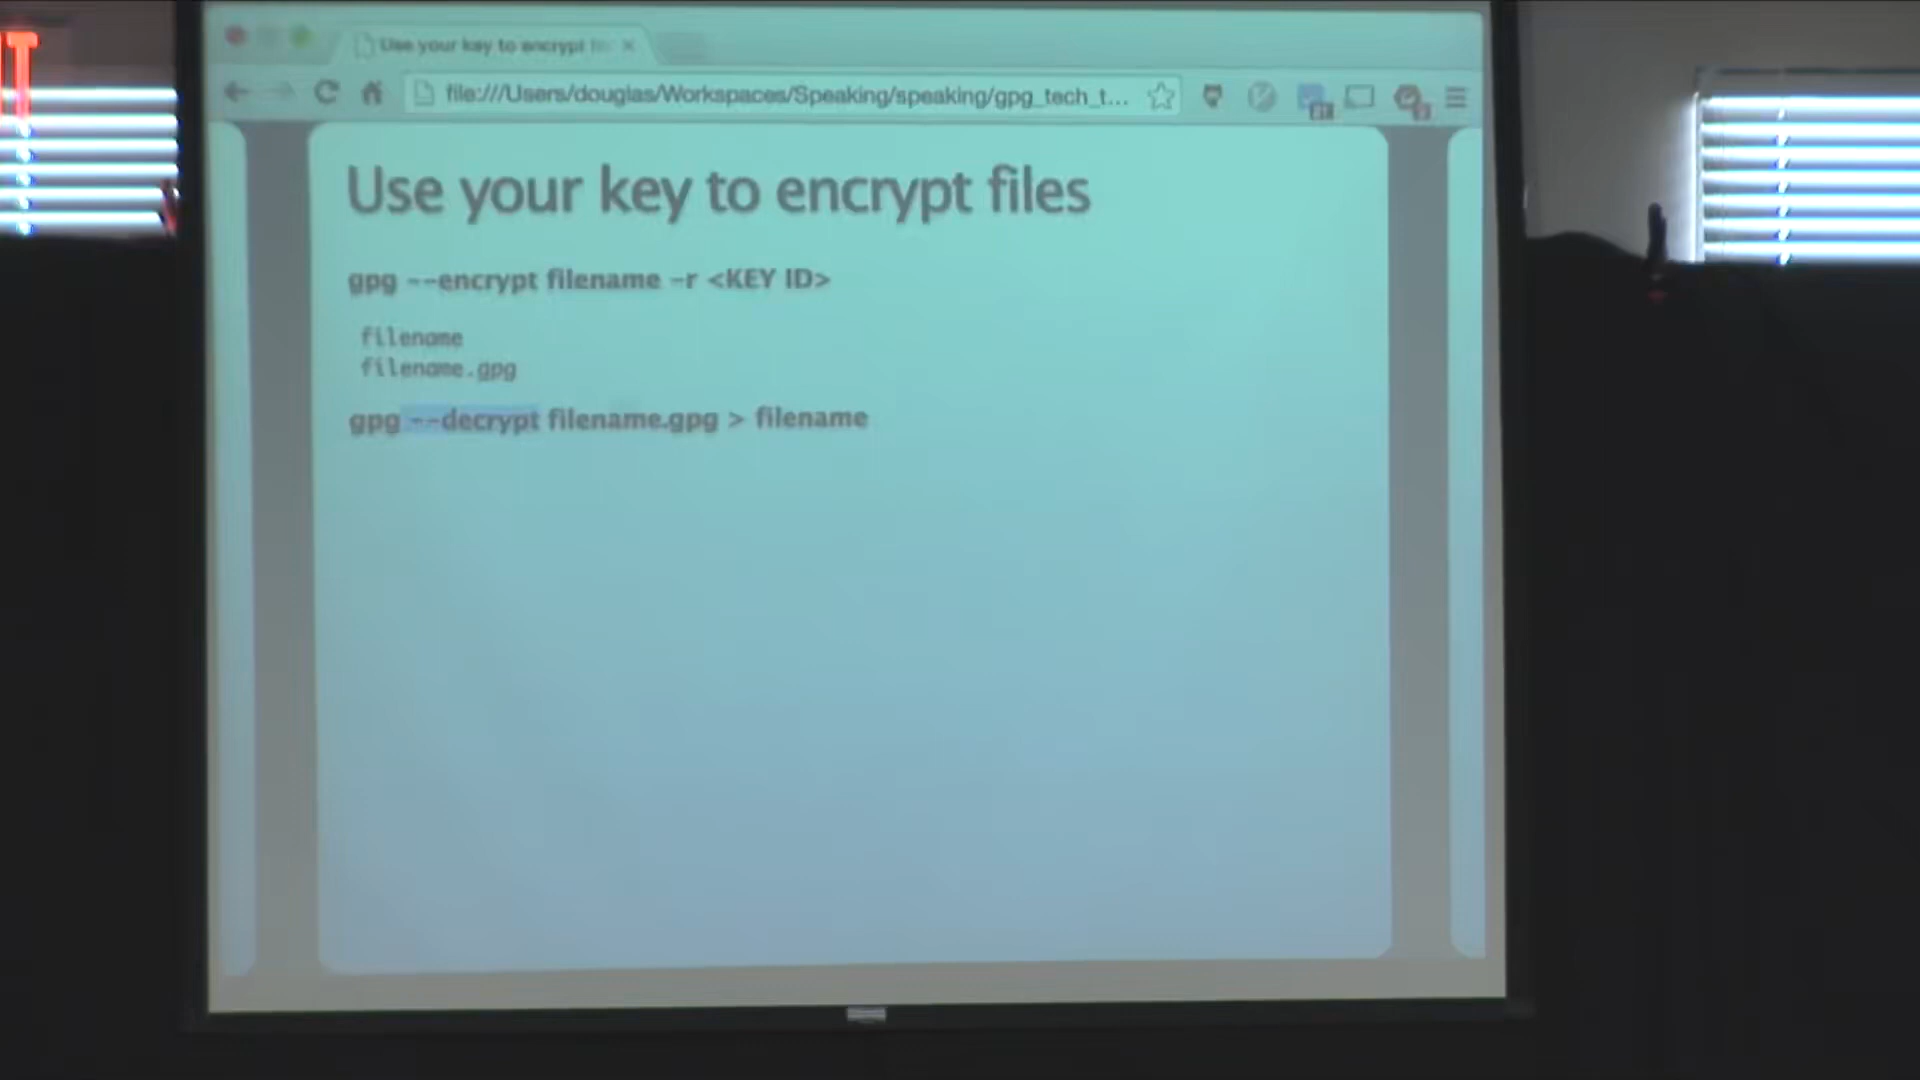 Use your key to encrypt
file:///Users/douglas/Workspaces/Speaking/speaking/gpg_tech_t...
Use your key to encrypt files
gpg --encrypt filename -r <KEY ID>
filename
filename.gpg
gpg --decrypt filename.gpg > filename